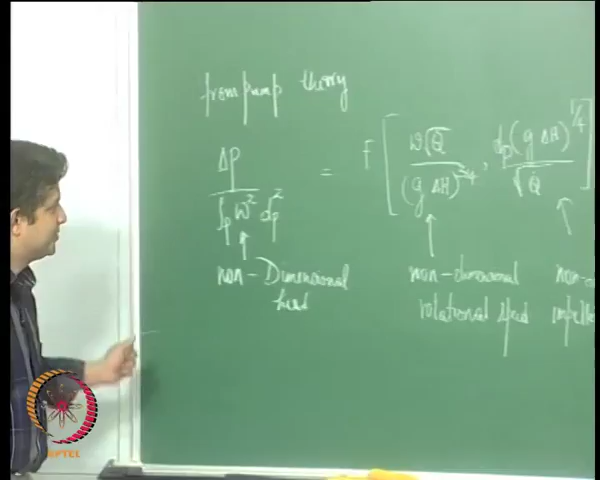 from pump theory
Δp / ρp ω² dp² = F [ ω√Q / (g ΔH)^3/4 , dp (g ΔH)^1/4 / √Q ]
non-Dimensional head
non-dimensional rotational speed
non-
NPTEL